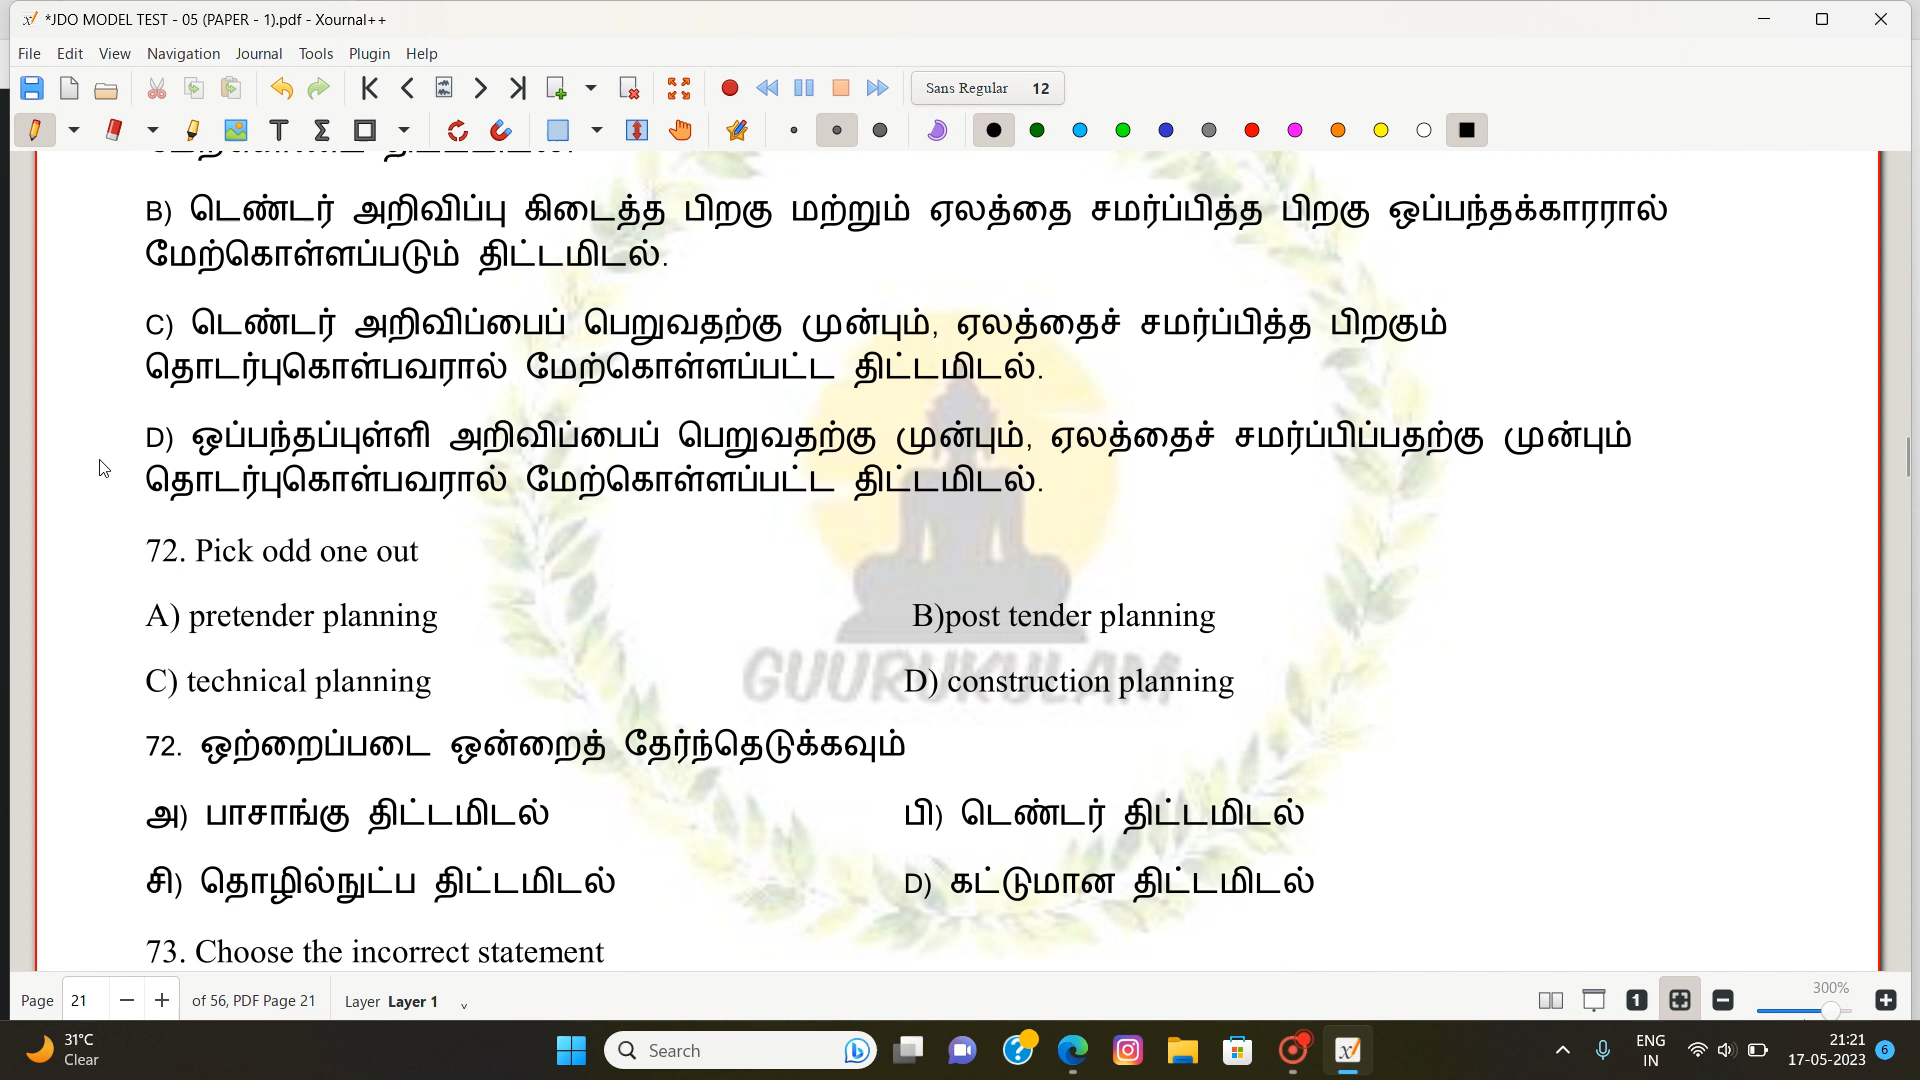 *JDO MODEL TEST - 05 (PAPER - 1).pdf - Xournal++
File Edit View Navigation Journal Tools Plugin Help
Sans Regular 12
B) டெண்டர் அறிவிப்பு கிடைத்த பிறகு மற்றும் ஏலத்தை சமர்ப்பித்த பிறகு ஒப்பந்தக்காரரால்
மேற்கொள்ளப்படும் திட்டமிடல்.
C) டெண்டர் அறிவிப்பைப் பெறுவதற்கு முன்பும், ஏலத்தைச் சமர்ப்பித்த பிறகும்
தொடர்புகொள்பவரால் மேற்கொள்ளப்பட்ட திட்டமிடல்.
D) ஒப்பந்தப்புள்ளி அறிவிப்பைப் பெறுவதற்கு முன்பும், ஏலத்தைச் சமர்ப்பிப்பதற்கு முன்பும்
தொடர்புகொள்பவரால் மேற்கொள்ளப்பட்ட திட்டமிடல்.
72. Pick odd one out
A) pretender planning B)post tender planning
GUURUKULAM
C) technical planning D) construction planning
72. ஒற்றைப்படை ஒன்றைத் தேர்ந்தெடுக்கவும்
அ) பாசாங்கு திட்டமிடல் பி) டெண்டர் திட்டமிடல்
சி) தொழில்நுட்ப திட்டமிடல் D) கட்டுமான திட்டமிடல்
73. Choose the incorrect statement
Page 21 of 56, PDF Page 21 Layer Layer 1 300%
31°C
Clear
Search
ENG
IN
21:21
17-05-2023
6